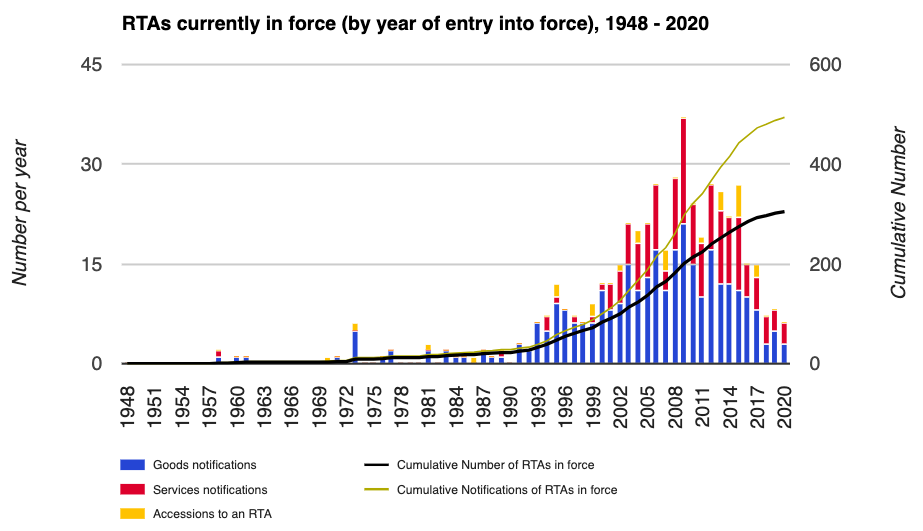 RTAs currently in force (by year of entry into force), 1948 - 2020
45
600
30
400
15
200
0
0
Number per year
Cumulative Number
1948 1951 1954 1957 1960 1963 1966 1969 1972 1975 1978 1981 1984 1987 1990 1993 1996 1999 2002 2005 2008 2011 2014 2017 2020
Goods notifications
Cumulative Number of RTAs in force
Services notifications
Cumulative Notifications of RTAs in force
Accessions to an RTA